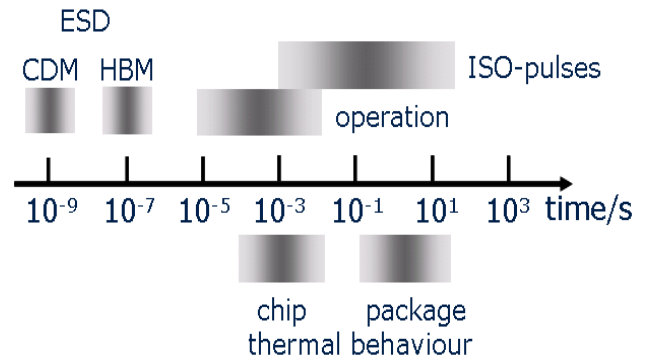 ESD
CDM HBM
ISO-pulses
operation
10⁻⁹ 10⁻⁷ 10⁻⁵ 10⁻³ 10⁻¹ 10¹ 10³ time/s
chip package
thermal behaviour